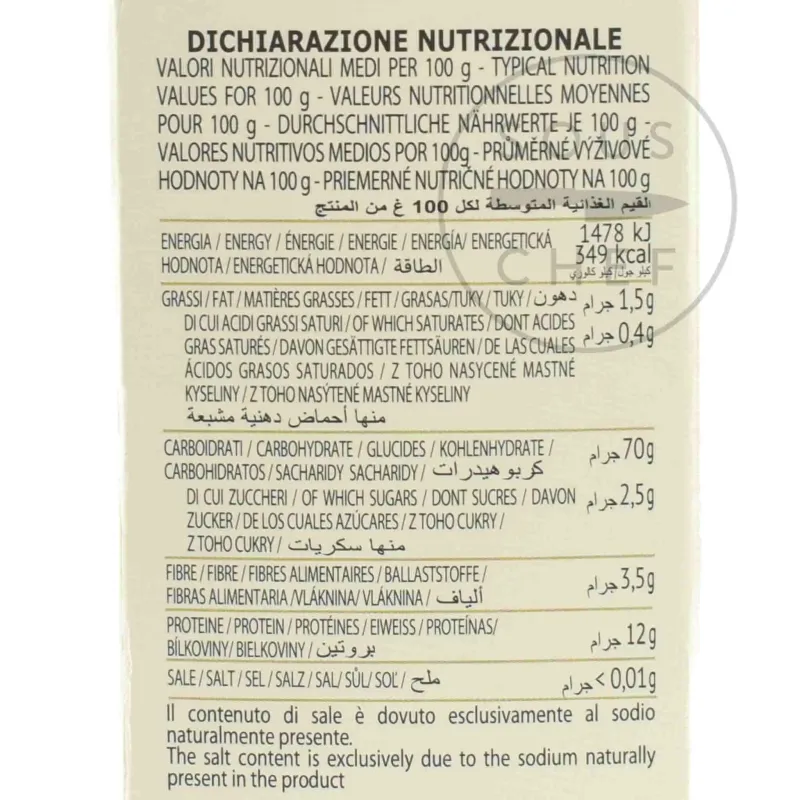 DICHIARAZIONE NUTRIZIONALE
VALORI NUTRIZIONALI MEDI PER 100 g - TYPICAL NUTRITION
VALUES FOR 100 g - VALEURS NUTRITIONNELLES MOYENNES
POUR 100 g - DURCHSCHNITTLICHE NÄHRWERTE JE 100 g -
VALORES NUTRITIVOS MEDIOS POR 100g - PRŮMĚRNÉ VÝŽIVOVÉ
HODNOTY NA 100 g - PRIEMERNÉ NUTRIČNÉ HODNOTY NA 100 g
القيم الغذائية المتوسطة لكل 100 غ من المنتج
SOUS
CHEF
ENERGIA / ENERGY / ÉNERGIE / ENERGIE / ENERGÍA/ ENERGETICKÁ 1478 kJ
HODNOTA / ENERGETICKÁ HODNOTA / الطاقة 349 kcal
كيلو جول/ كيلو كالوري
GRASSI / FAT / MATIÈRES GRASSES / FETT / GRASAS/TUKY / TUKY / دهون 1,5g جرام
DI CUI ACIDI GRASSI SATURI / OF WHICH SATURATES / DONT ACIDES 0,4g جرام
GRAS SATURÉS / DAVON GESÄTTIGTE FETTSÄUREN / DE LAS CUALES
ÁCIDOS GRASOS SATURADOS / Z TOHO NASYCENÉ MASTNÉ
KYSELINY / Z TOHO NASÝTENÉ MASTNÉ KYSELINY
منها أحماض دهنية مشبعة
CARBOIDRATI / CARBOHYDRATE / GLUCIDES / KOHLENHYDRATE / 70g جرام
CARBOHIDRATOS / SACHARIDY SACHARIDY / كربوهيدرات
DI CUI ZUCCHERI / OF WHICH SUGARS / DONT SUCRES / DAVON 2,5g جرام
ZUCKER / DE LOS CUALES AZÚCARES / Z TOHO CUKRY /
Z TOHO CUKRY / منها سكريات
FIBRE / FIBRE / FIBRES ALIMENTAIRES / BALLASTSTOFFE / 3,5g جرام
FIBRAS ALIMENTARIA /VLÁKNINA/ VLÁKNINA / ألياف
PROTEINE / PROTEIN / PROTÉINES / EIWEISS / PROTEÍNAS/ 12g جرام
BÍLKOVINY/ BIELKOVINY / بروتين
SALE / SALT / SEL / SALZ / SAL/ SŮL/ SOĽ / ملح < 0,01g جرام
Il contenuto di sale è dovuto esclusivamente al sodio
naturalmente presente.
The salt content is exclusively due to the sodium naturally
present in the product